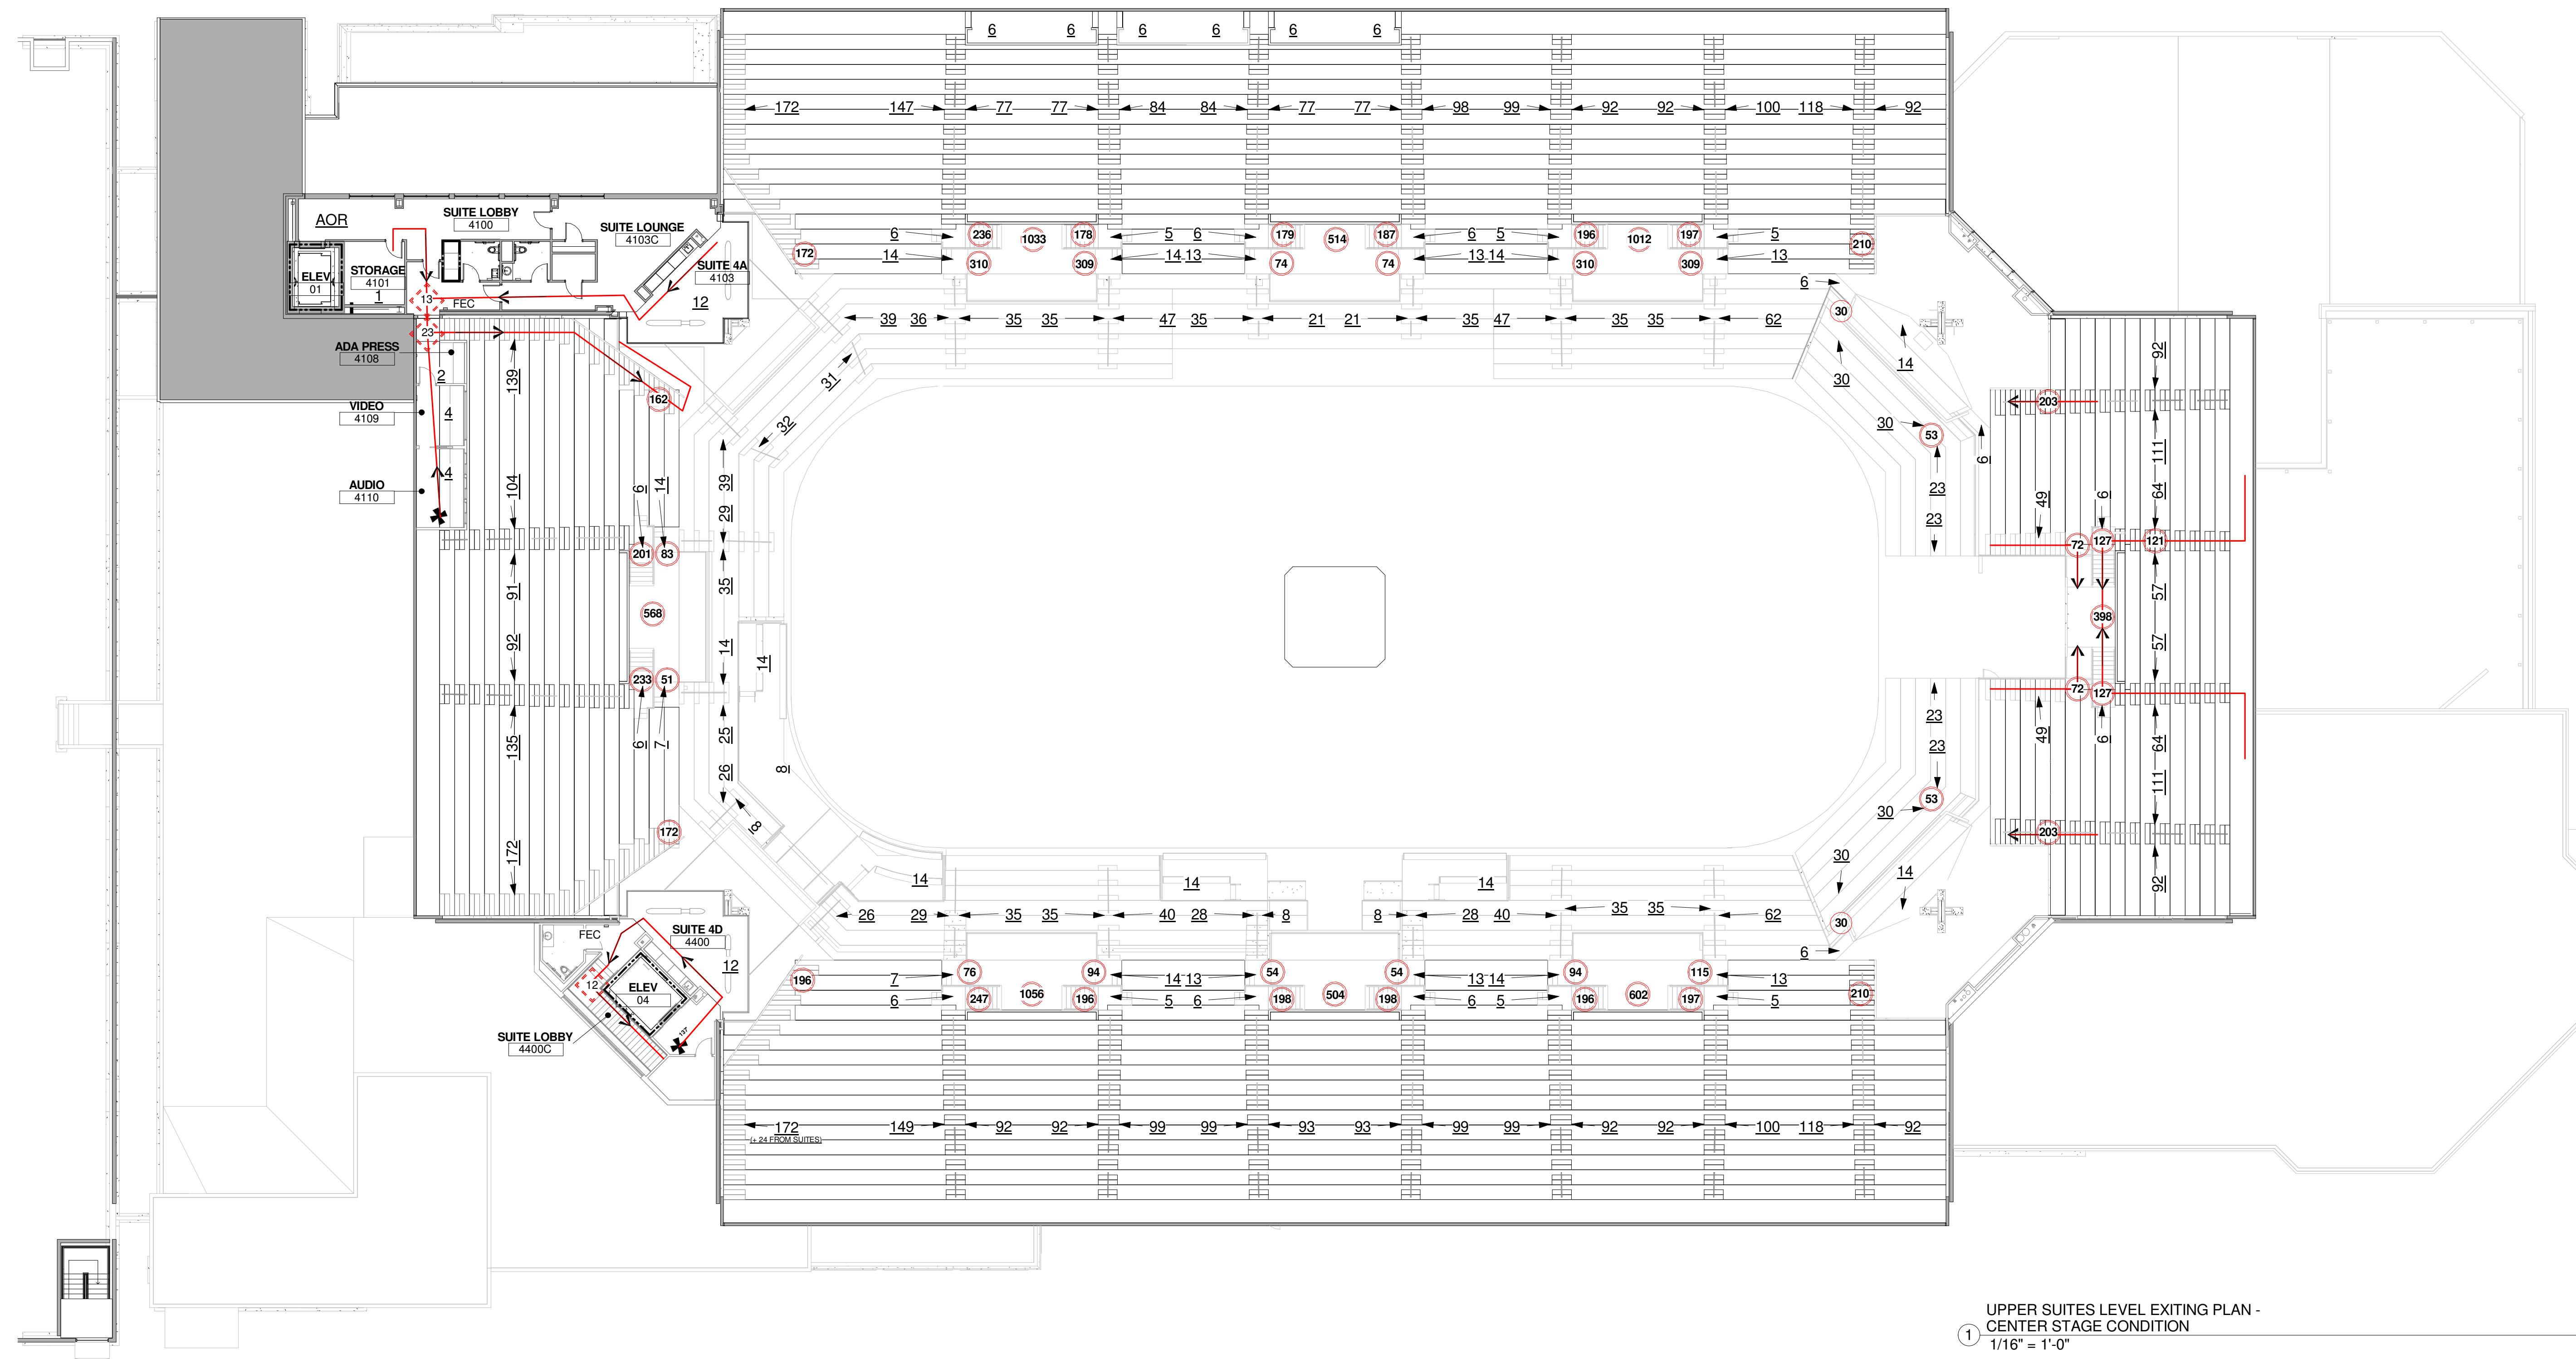 6 6 6 6 6 6
172 147 77 77 84 84 77 77 98 99 92 92 100 118 92
AOR
SUITE LOBBY
4100
SUITE LOUNGE
4103C
SUITE 4A
4103
12
ELEV
01
STORAGE
4101
1
13
FEC
23
ADA PRESS
4108
2
VIDEO
4109
4
AUDIO
4110
4
6 236 1033 178 5 6 179 514 187 6 5 196 1012 197 5 210
172 14 310 309 14 13 74 74 13 14 310 309 13
6
39 36 35 35 47 35 21 21 35 47 35 35 62
30
14
30
30
53
23
23
6
31
32
139
104
91
92
135
172
162
6 14
201 83
568
233 51
6 7
172
39
29
35
14
25
26
14
8
8
92
203
111
64
6
49
72 127 121
57
398
57
72 127
49
6
64
111
203
92
23
23
53
30
30
14
30
6
14 14 14
26 29 35 35 40 28 8 8 28 40 35 35 62
FEC
SUITE 4D
4400
12
12
ELEV
04
137
SUITE LOBBY
4400C
196 7 76 94 14 13 54 54 13 14 94 115 13
6 247 1056 196 5 6 198 504 198 6 5 196 602 197 5 210
172 149 92 92 99 99 93 93 99 99 92 92 100 118 92
(+ 24 FROM SUITES)
UPPER SUITES LEVEL EXITING PLAN -
1 CENTER STAGE CONDITION
1/16" = 1'-0"